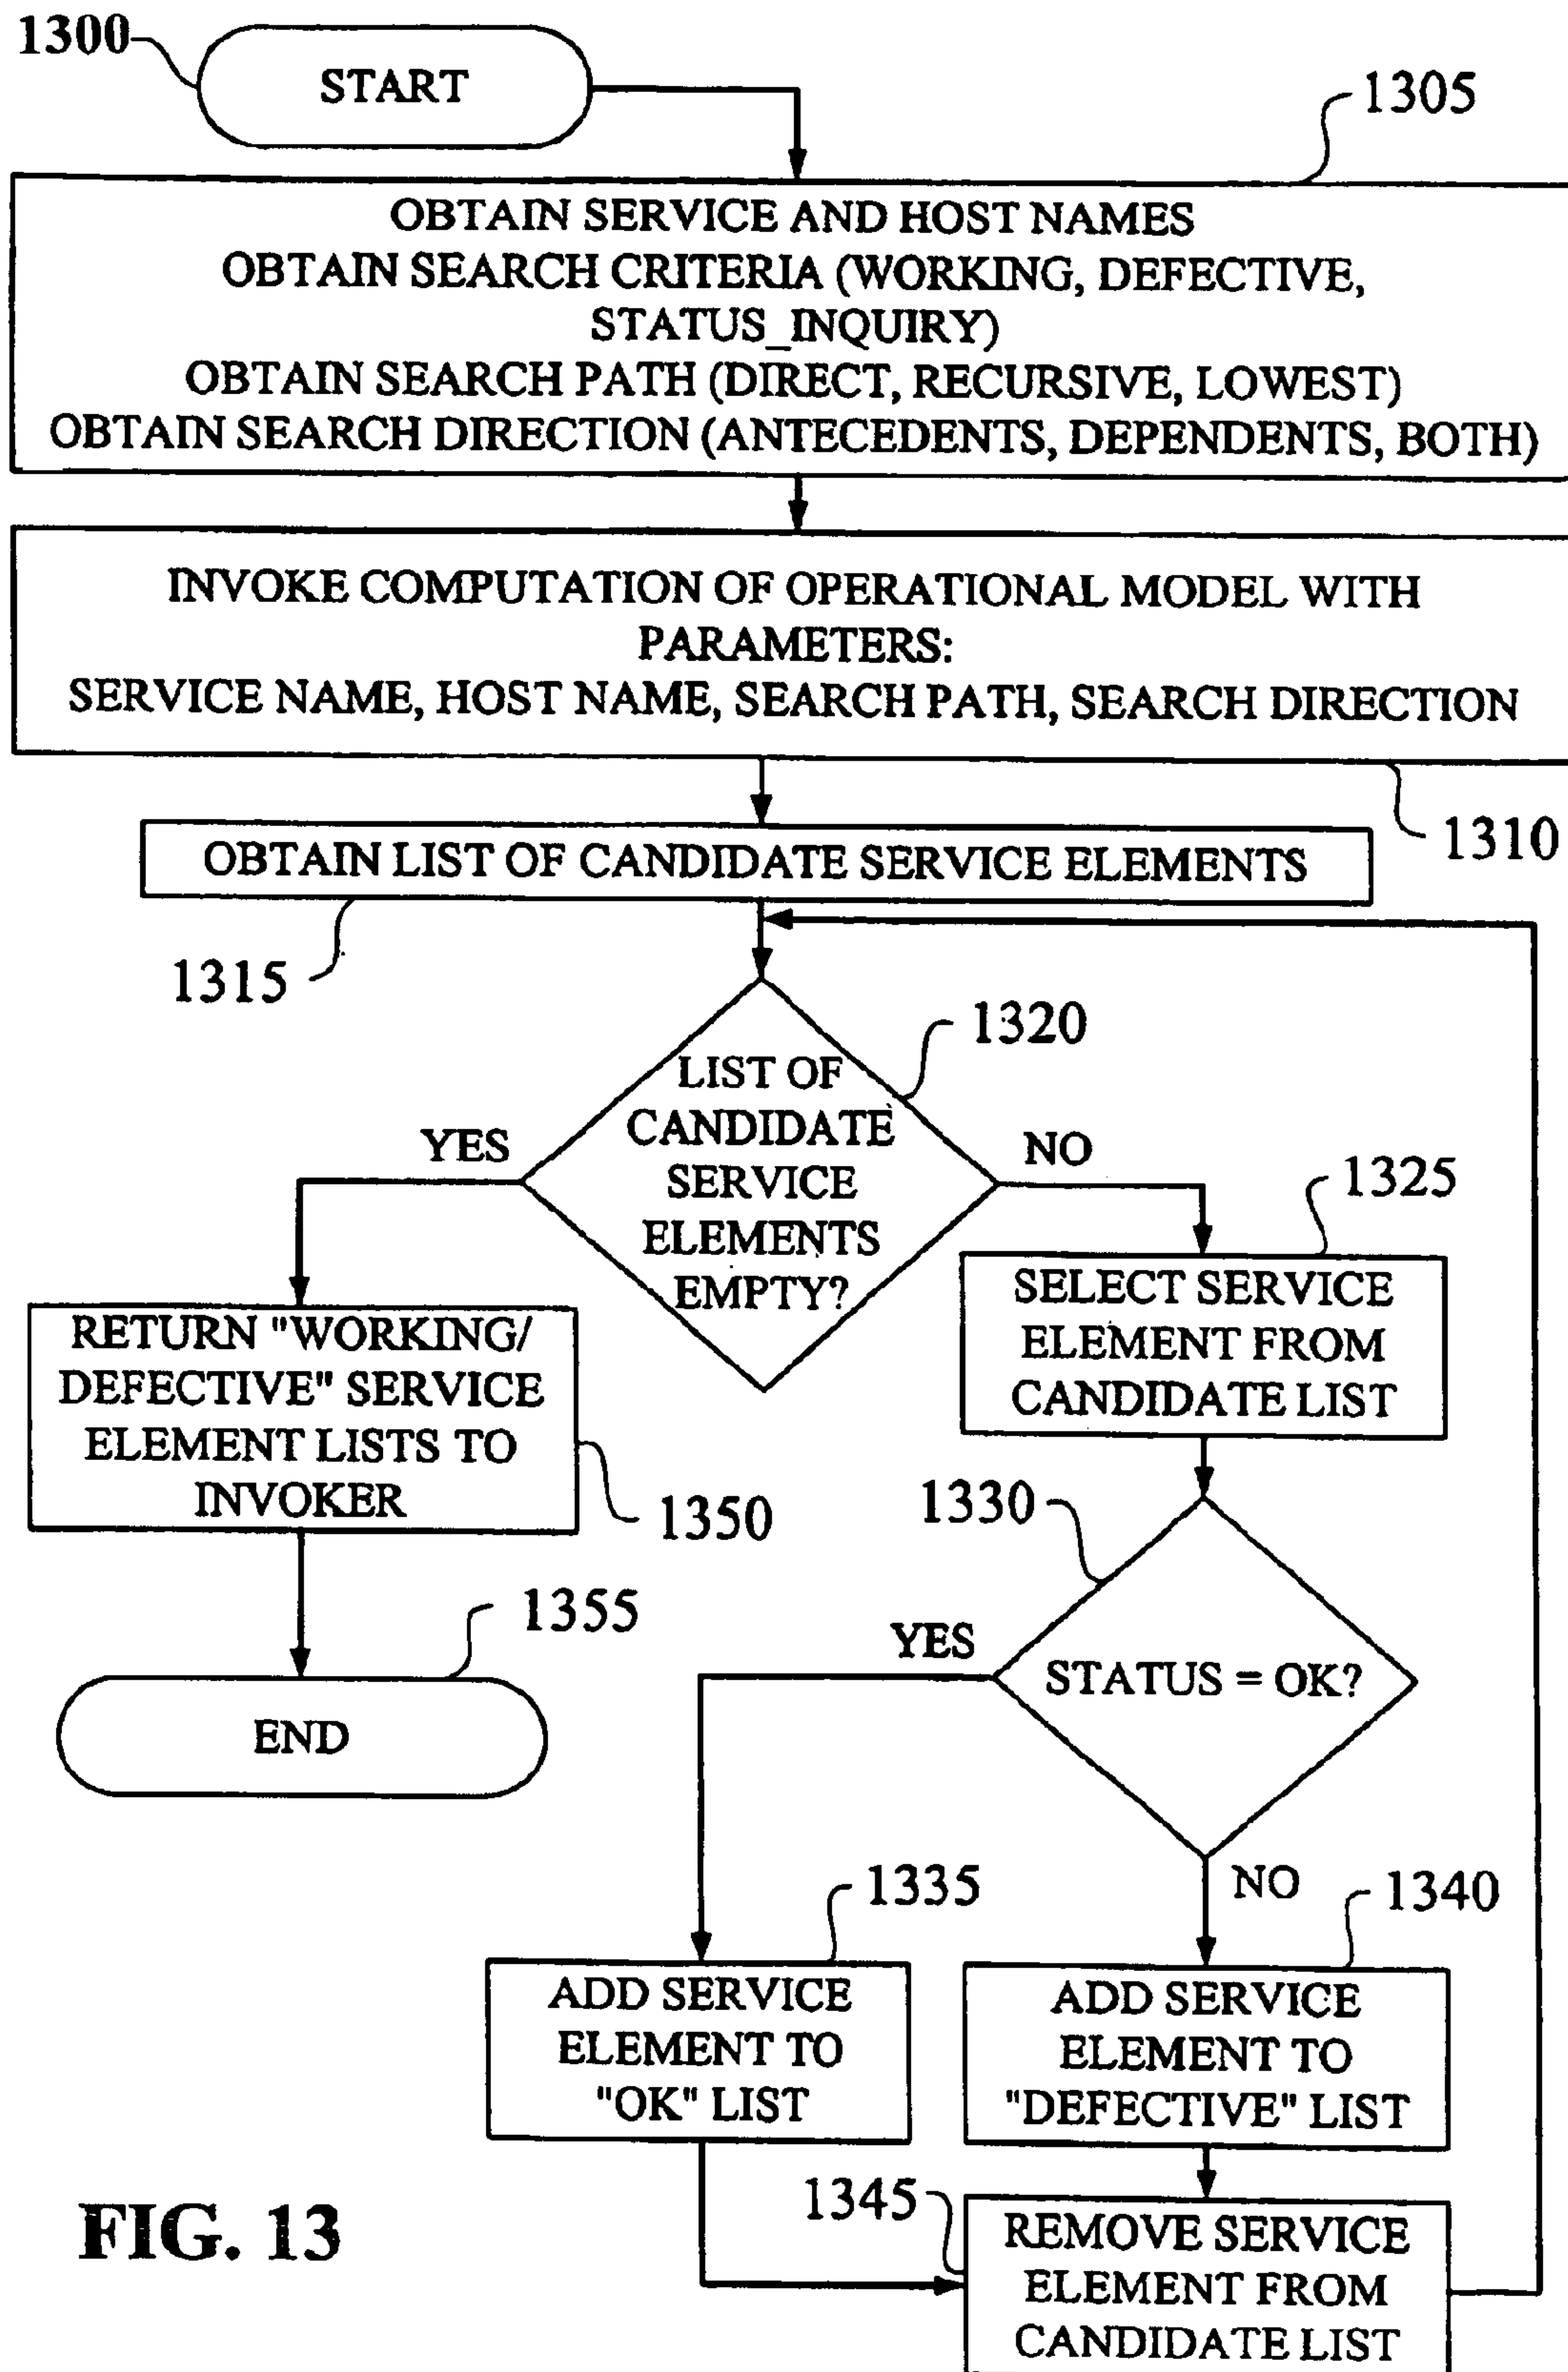 1300
START
1305
OBTAIN SERVICE AND HOST NAMES
OBTAIN SEARCH CRITERIA (WORKING, DEFECTIVE,
STATUS_INQUIRY)
OBTAIN SEARCH PATH (DIRECT, RECURSIVE, LOWEST)
OBTAIN SEARCH DIRECTION (ANTECEDENTS, DEPENDENTS, BOTH)
INVOKE COMPUTATION OF OPERATIONAL MODEL WITH
PARAMETERS:
SERVICE NAME, HOST NAME, SEARCH PATH, SEARCH DIRECTION
1310
OBTAIN LIST OF CANDIDATE SERVICE ELEMENTS
1315
1320
LIST OF
CANDIDATE
SERVICE
ELEMENTS
EMPTY?
YES
NO
1325
SELECT SERVICE
ELEMENT FROM
CANDIDATE LIST
RETURN "WORKING/
DEFECTIVE" SERVICE
ELEMENT LISTS TO
INVOKER
1350
1330
1355
END
YES
STATUS = OK?
NO
1335
1340
ADD SERVICE
ELEMENT TO
"OK" LIST
ADD SERVICE
ELEMENT TO
"DEFECTIVE" LIST
1345
REMOVE SERVICE
ELEMENT FROM
CANDIDATE LIST
FIG. 13